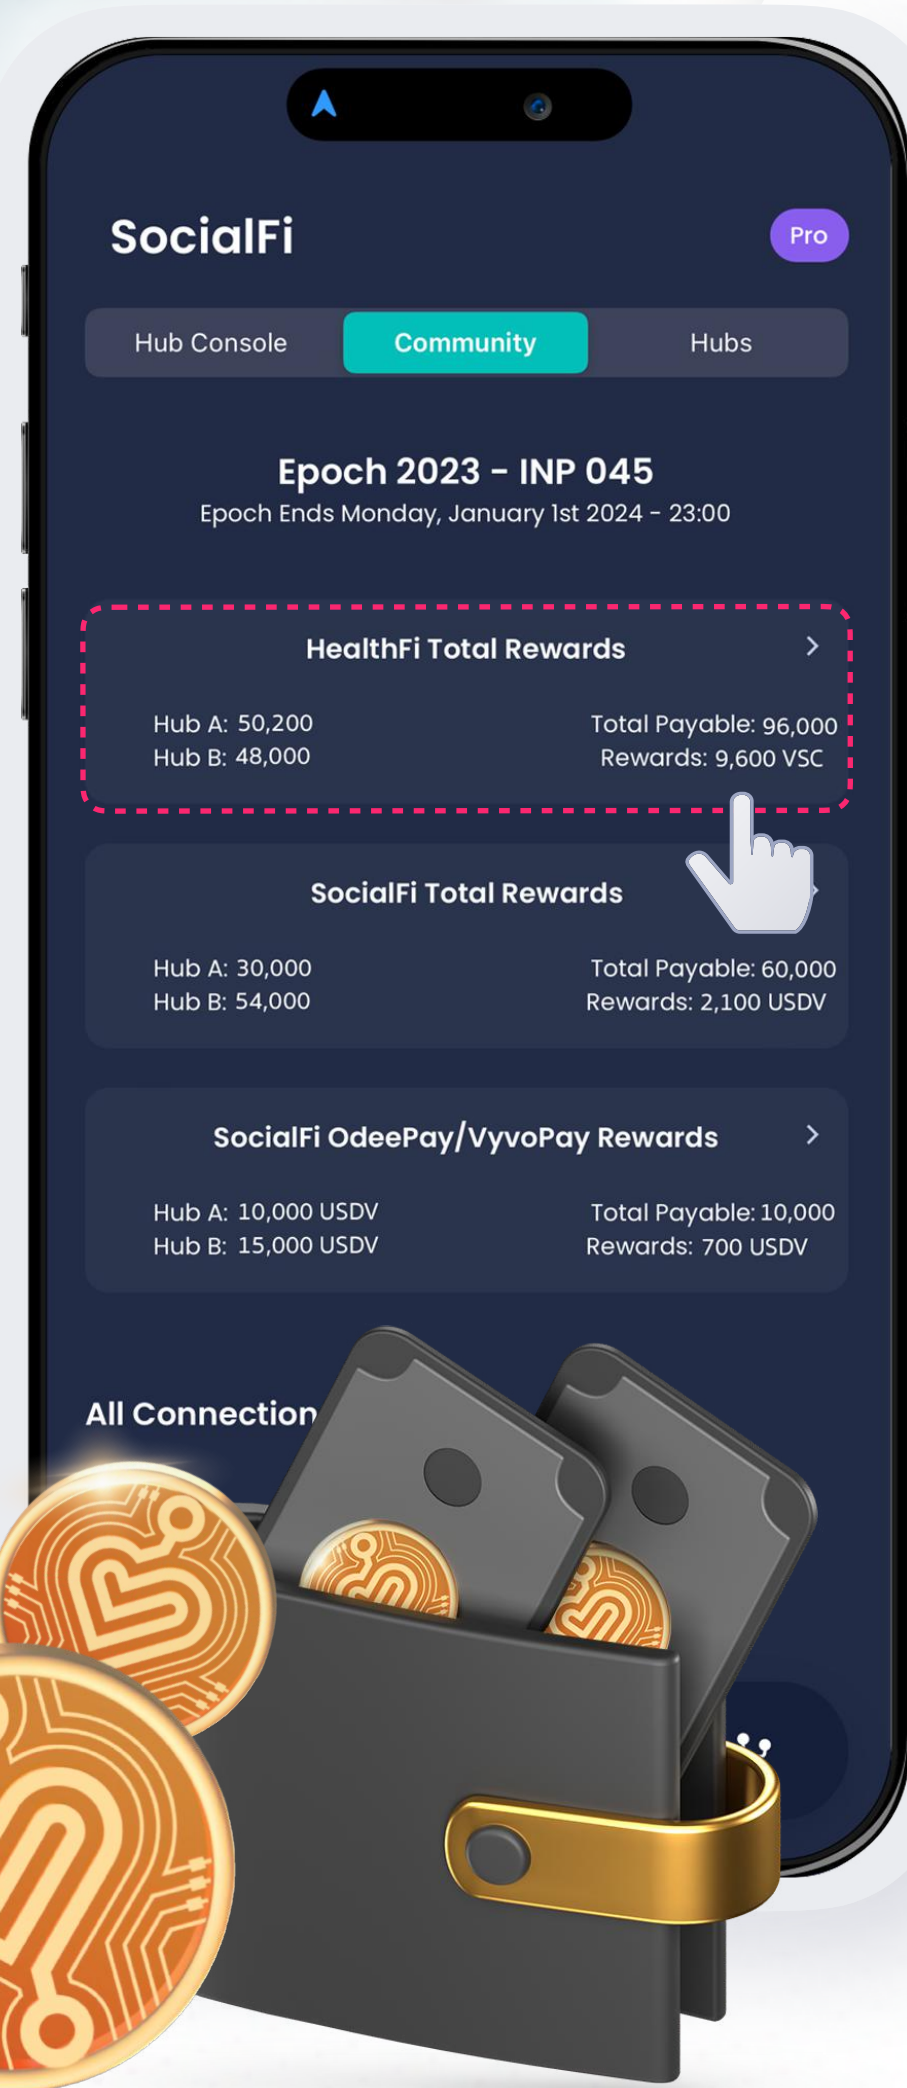 SocialFi
Pro
Hub Console
Community
Hubs
Epoch 2023 - INP 045
Epoch Ends Monday, January 1st 2024 - 23:00
HealthFi Total Rewards
Hub A: 50,200
Total Payable: 96,000
Hub B: 48,000
Rewards: 9,600 VSC
SocialFi Total Rewards
Hub A: 30,000
Total Payable: 60,000
Hub B: 54,000
Rewards: 2,100 USDV
SocialFi OdeePay/VyvoPay Rewards
Hub A: 10,000 USDV
Total Payable: 10,000
Hub B: 15,000 USDV
Rewards: 700 USDV
All Connection